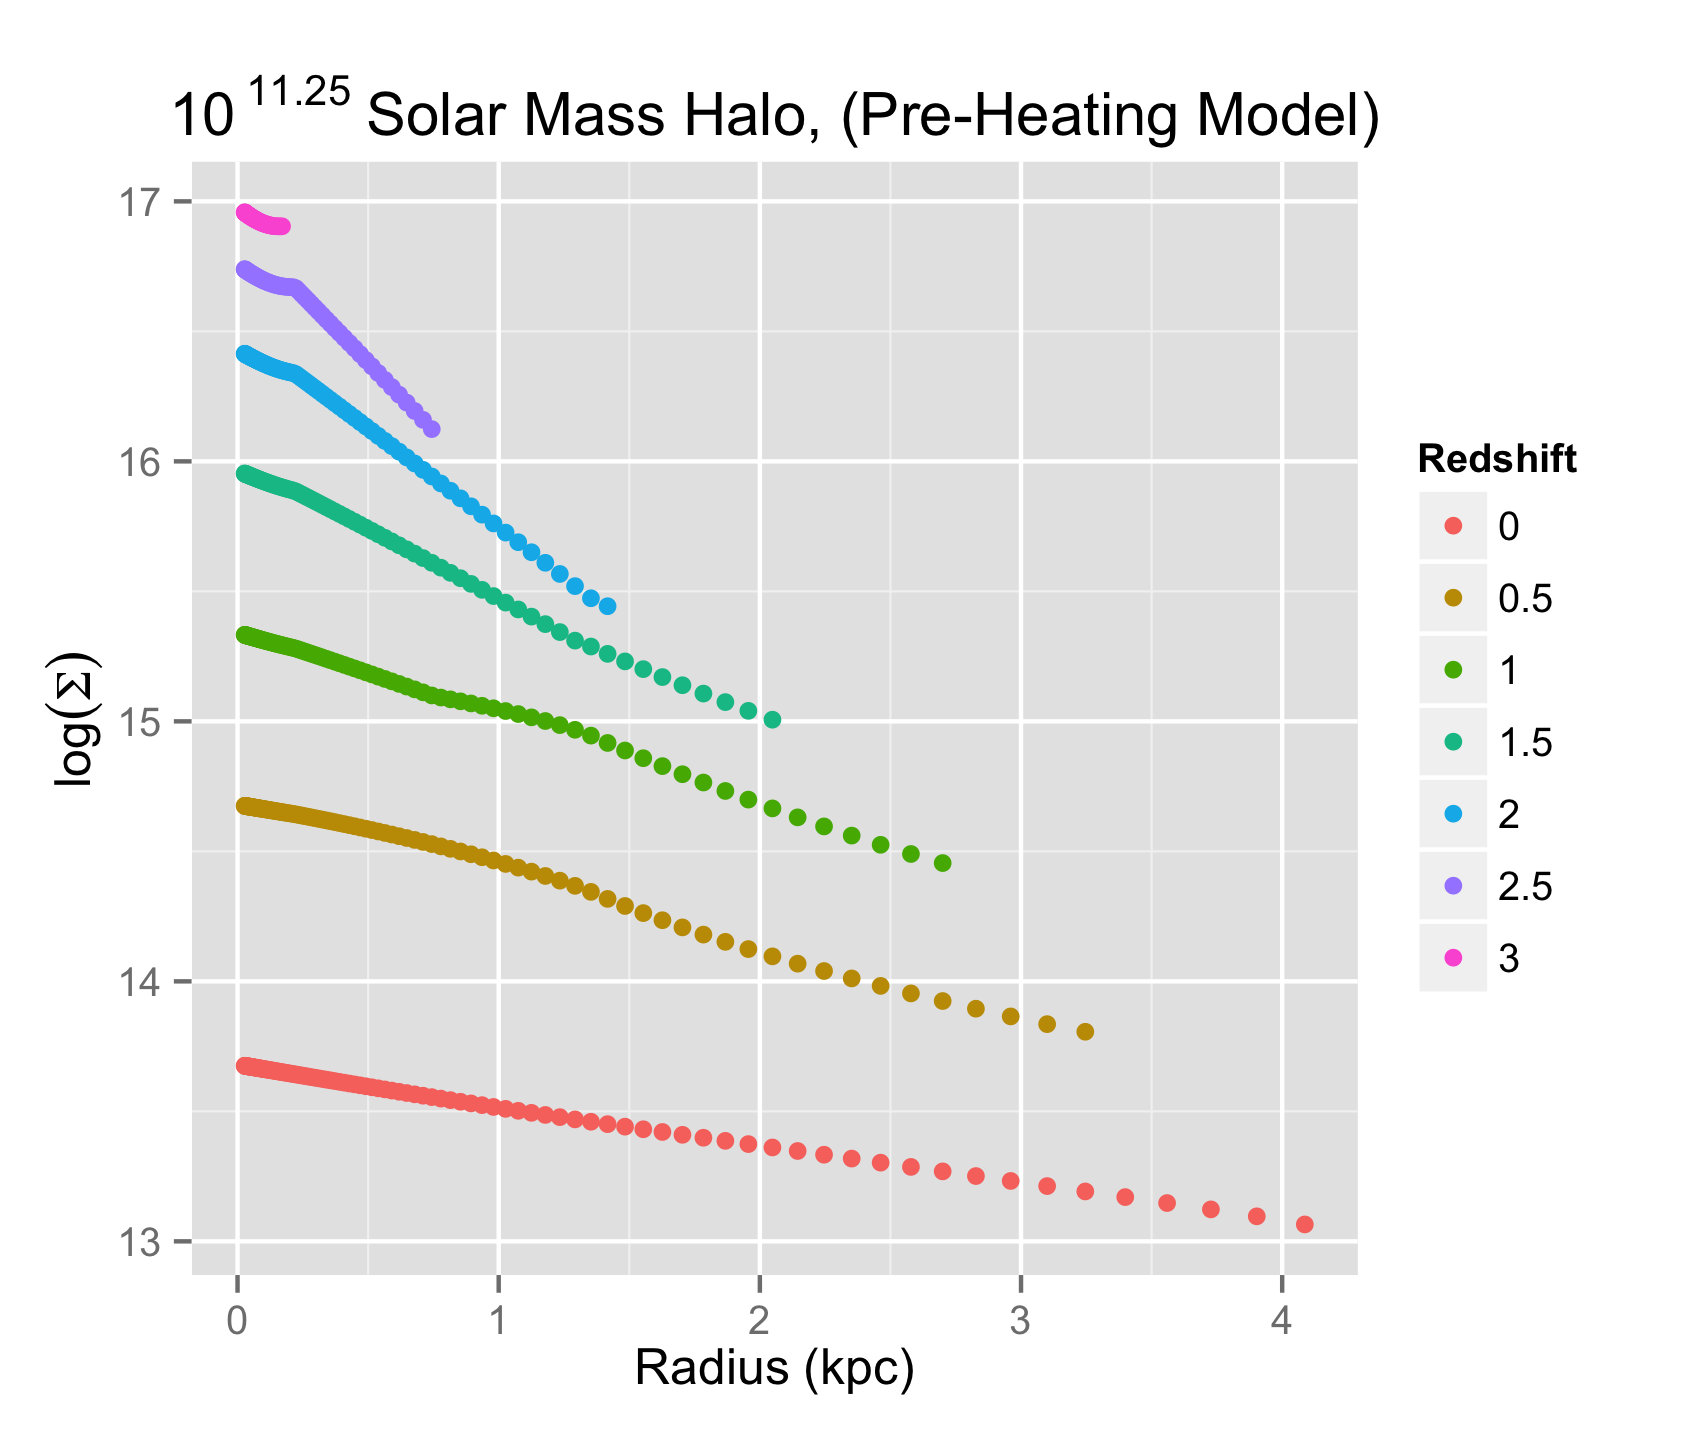 10 11.25 Solar Mass Halo, (Pre-Heating Model)
17
16
15
14
13
log(Σ)
0 1 2 3 4
Radius (kpc)
Redshift
0
0.5
1
1.5
2
2.5
3